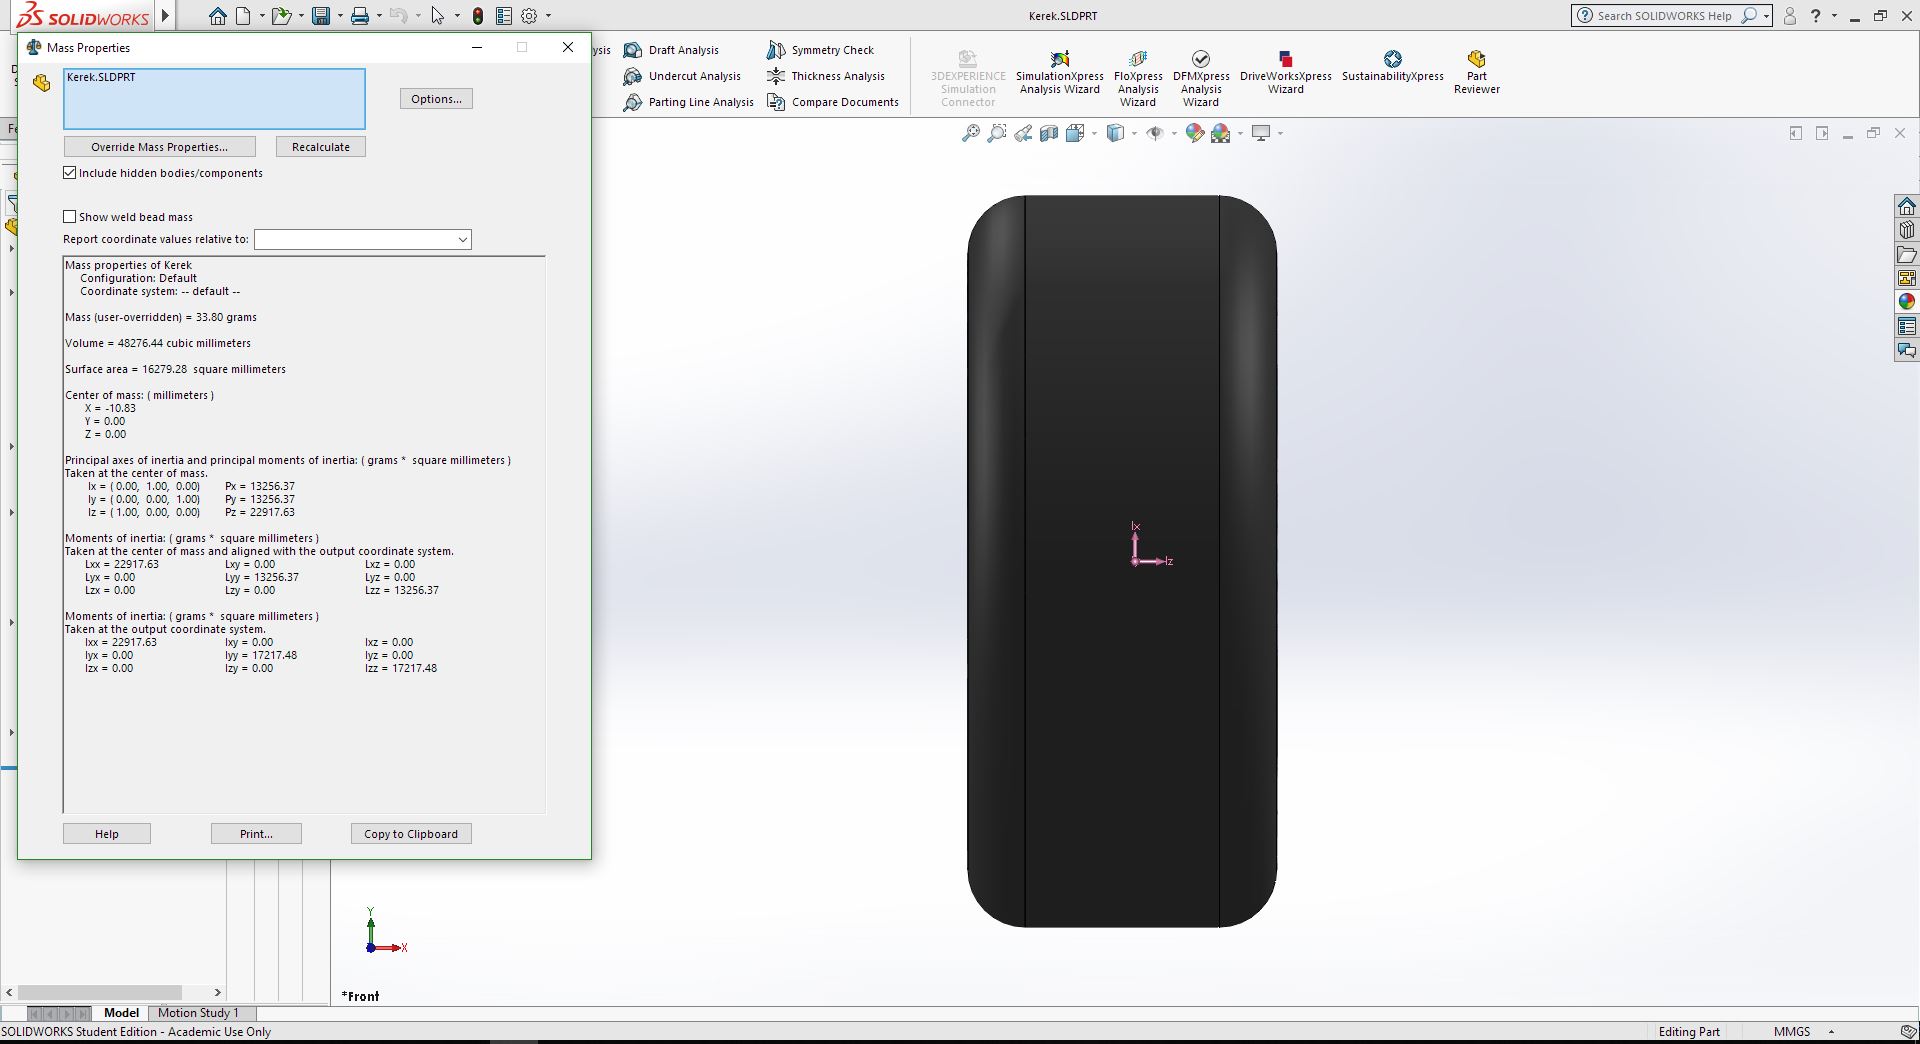 SOLIDWORKS
Kerek.SLDPRT
Search SOLIDWORKS Help
?
Mass Properties
Kerek.SLDPRT
Options...
Override Mass Properties...
Recalculate
Include hidden bodies/components
Show weld bead mass
Report coordinate values relative to:
Mass properties of Kerek
Configuration: Default
Coordinate system: -- default --
Mass (user-overridden) = 33.80 grams
Volume = 48276.44 cubic millimeters
Surface area = 16279.28 square millimeters
Center of mass: ( millimeters )
X = -10.83
Y = 0.00
Z = 0.00
Principal axes of inertia and principal moments of inertia: ( grams * square millimeters )
Taken at the center of mass.
Ix = ( 0.00, 1.00, 0.00) Px = 13256.37
Iy = ( 0.00, 0.00, 1.00) Py = 13256.37
Iz = ( 1.00, 0.00, 0.00) Pz = 22917.63
Moments of inertia: ( grams * square millimeters )
Taken at the center of mass and aligned with the output coordinate system.
Lxx = 22917.63 Lxy = 0.00 Lxz = 0.00
Lyx = 0.00 Lyy = 13256.37 Lyz = 0.00
Lzx = 0.00 Lzy = 0.00 Lzz = 13256.37
Moments of inertia: ( grams * square millimeters )
Taken at the output coordinate system.
Ixx = 22917.63 Ixy = 0.00 Ixz = 0.00
Iyx = 0.00 Iyy = 17217.48 Iyz = 0.00
Izx = 0.00 Izy = 0.00 Izz = 17217.48
Help
Print...
Copy to Clipboard
ysis
Draft Analysis
Symmetry Check
Undercut Analysis
Thickness Analysis
Parting Line Analysis
Compare Documents
3DEXPERIENCE
Simulation
Connector
SimulationXpress
Analysis Wizard
FloXpress
Analysis
Wizard
DFMXpress
Analysis
Wizard
DriveWorksXpress
Wizard
SustainabilityXpress
Part
Reviewer
Ix
Iz
Y
X
*Front
Model
Motion Study 1
SOLIDWORKS Student Edition - Academic Use Only
Editing Part
MMGS